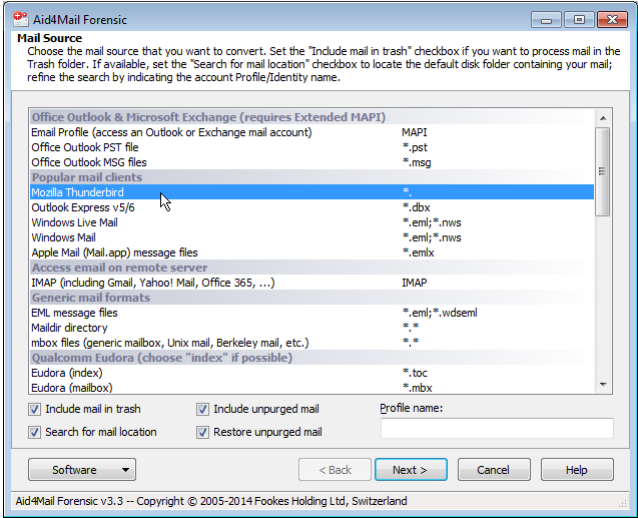 Aid4Mail Forensic
Mail Source
Choose the mail source that you want to convert. Set the "Include mail in trash" checkbox if you want to process mail in the
Trash folder. If available, set the "Search for mail location" checkbox to locate the default disk folder containing your mail;
refine the search by indicating the account Profile/Identity name.
Office Outlook & Microsoft Exchange (requires Extended MAPI)
Email Profile (access an Outlook or Exchange mail account) MAPI
Office Outlook PST file *.pst
Office Outlook MSG files *.msg
Popular mail clients
Mozilla Thunderbird *.
Outlook Express v5/6 *.dbx
Windows Live Mail *.eml;*.nws
Windows Mail *.eml;*.nws
Apple Mail (Mail.app) message files *.emlx
Access email on remote server
IMAP (including Gmail, Yahoo! Mail, Office 365, ...) IMAP
Generic mail formats
EML message files *.eml;*.wdseml
Maildir directory *.*
mbox files (generic mailbox, Unix mail, Berkeley mail, etc.) *.*
Qualcomm Eudora (choose "index" if possible)
Eudora (index) *.toc
Eudora (mailbox) *.mbx
Include mail in trash Include unpurged mail Profile name:
Search for mail location Restore unpurged mail
Software < Back Next > Cancel Help
Aid4Mail Forensic v3.3 -- Copyright © 2005-2014 Fookes Holding Ltd, Switzerland